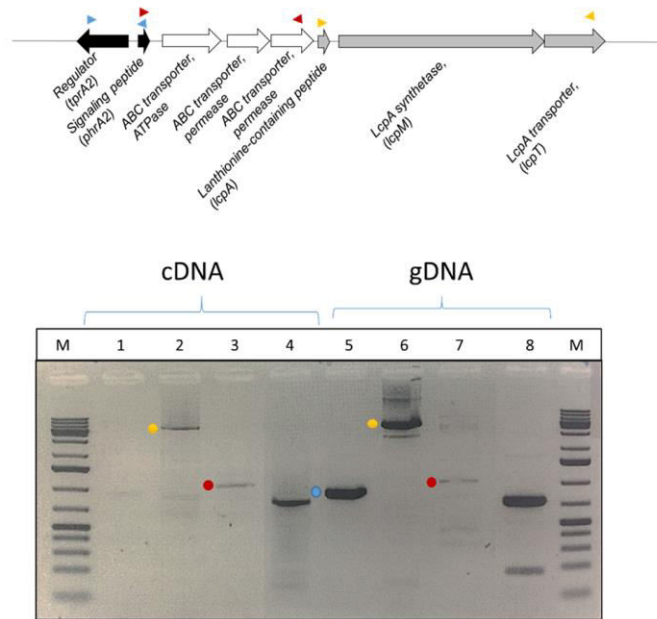 Regulator
(tprA2)
Signaling peptide
(phrA2)
ABC transporter,
ATPase
ABC transporter,
permease
ABC transporter,
permease
Lanthionine-containing peptide
(lcpA)
LcpA synthetase,
(lcpM)
LcpA transporter,
(lcpT)
cDNA
gDNA
M 1 2 3 4 5 6 7 8 M